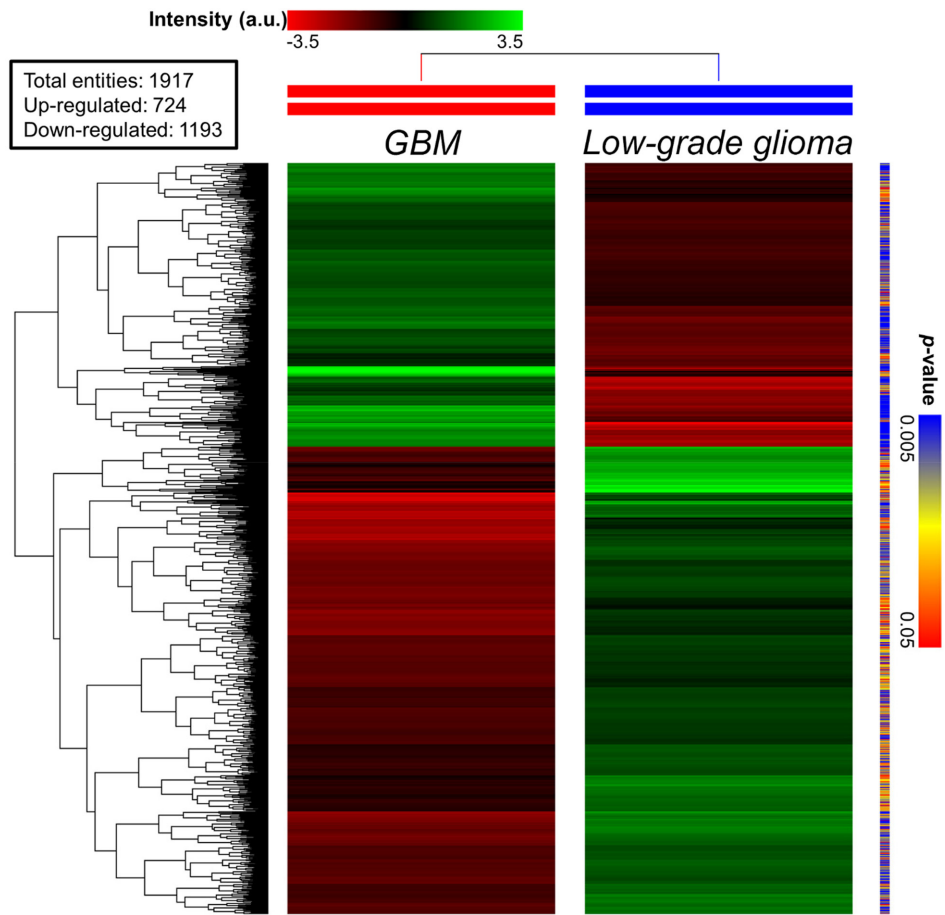 Intensity (a.u.)
-3.5 3.5
Total entities: 1917
Up-regulated: 724
Down-regulated: 1193
GBM Low-grade glioma
p-value
0.005
0.05